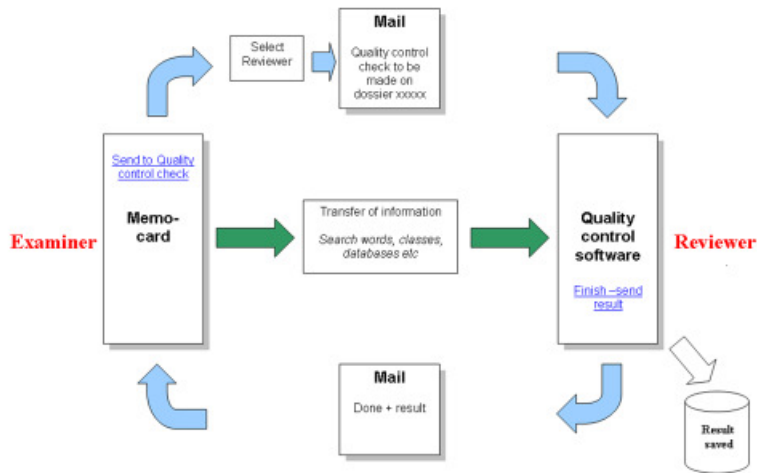 Select
Reviewer
Mail
Quality control
check to be
made on
dossier xxxxx
Send to Quality
control check
Memo-
card
Examiner
Transfer of information
Search words, classes,
databases etc
Quality
control
software
Finish –send
result
Reviewer
Mail
Done + result
Result
saved